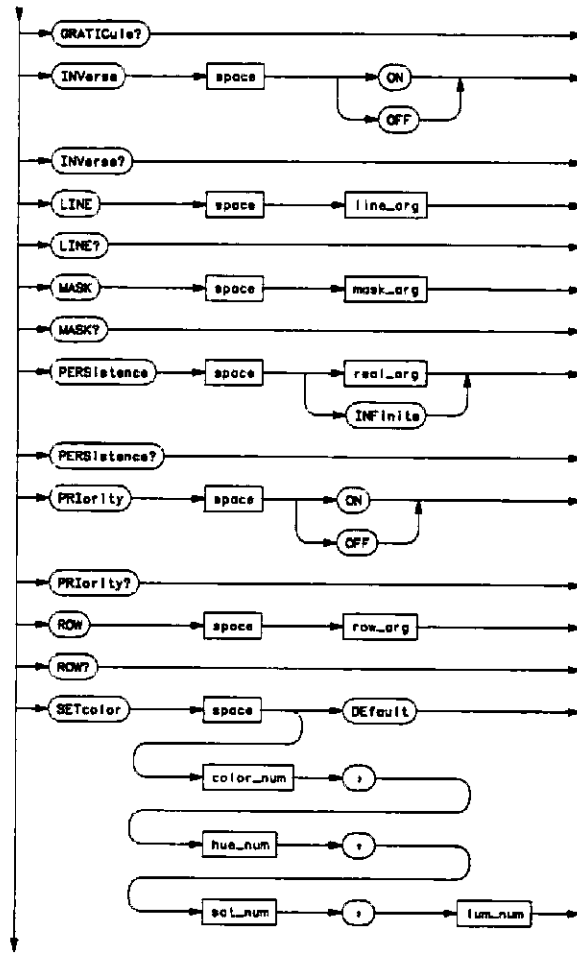 GRATICule?
INVerse space ON
OFF
INVerse?
LINE space line_arg
LINE?
MASK space mask_arg
MASK?
PERSistence space real_arg
INFinite
PERSistence?
PRIority space ON
OFF
PRIority?
ROW space row_arg
ROW?
SETcolor space DEFault
color_num ,
hue_num ,
sat_num , lum_num